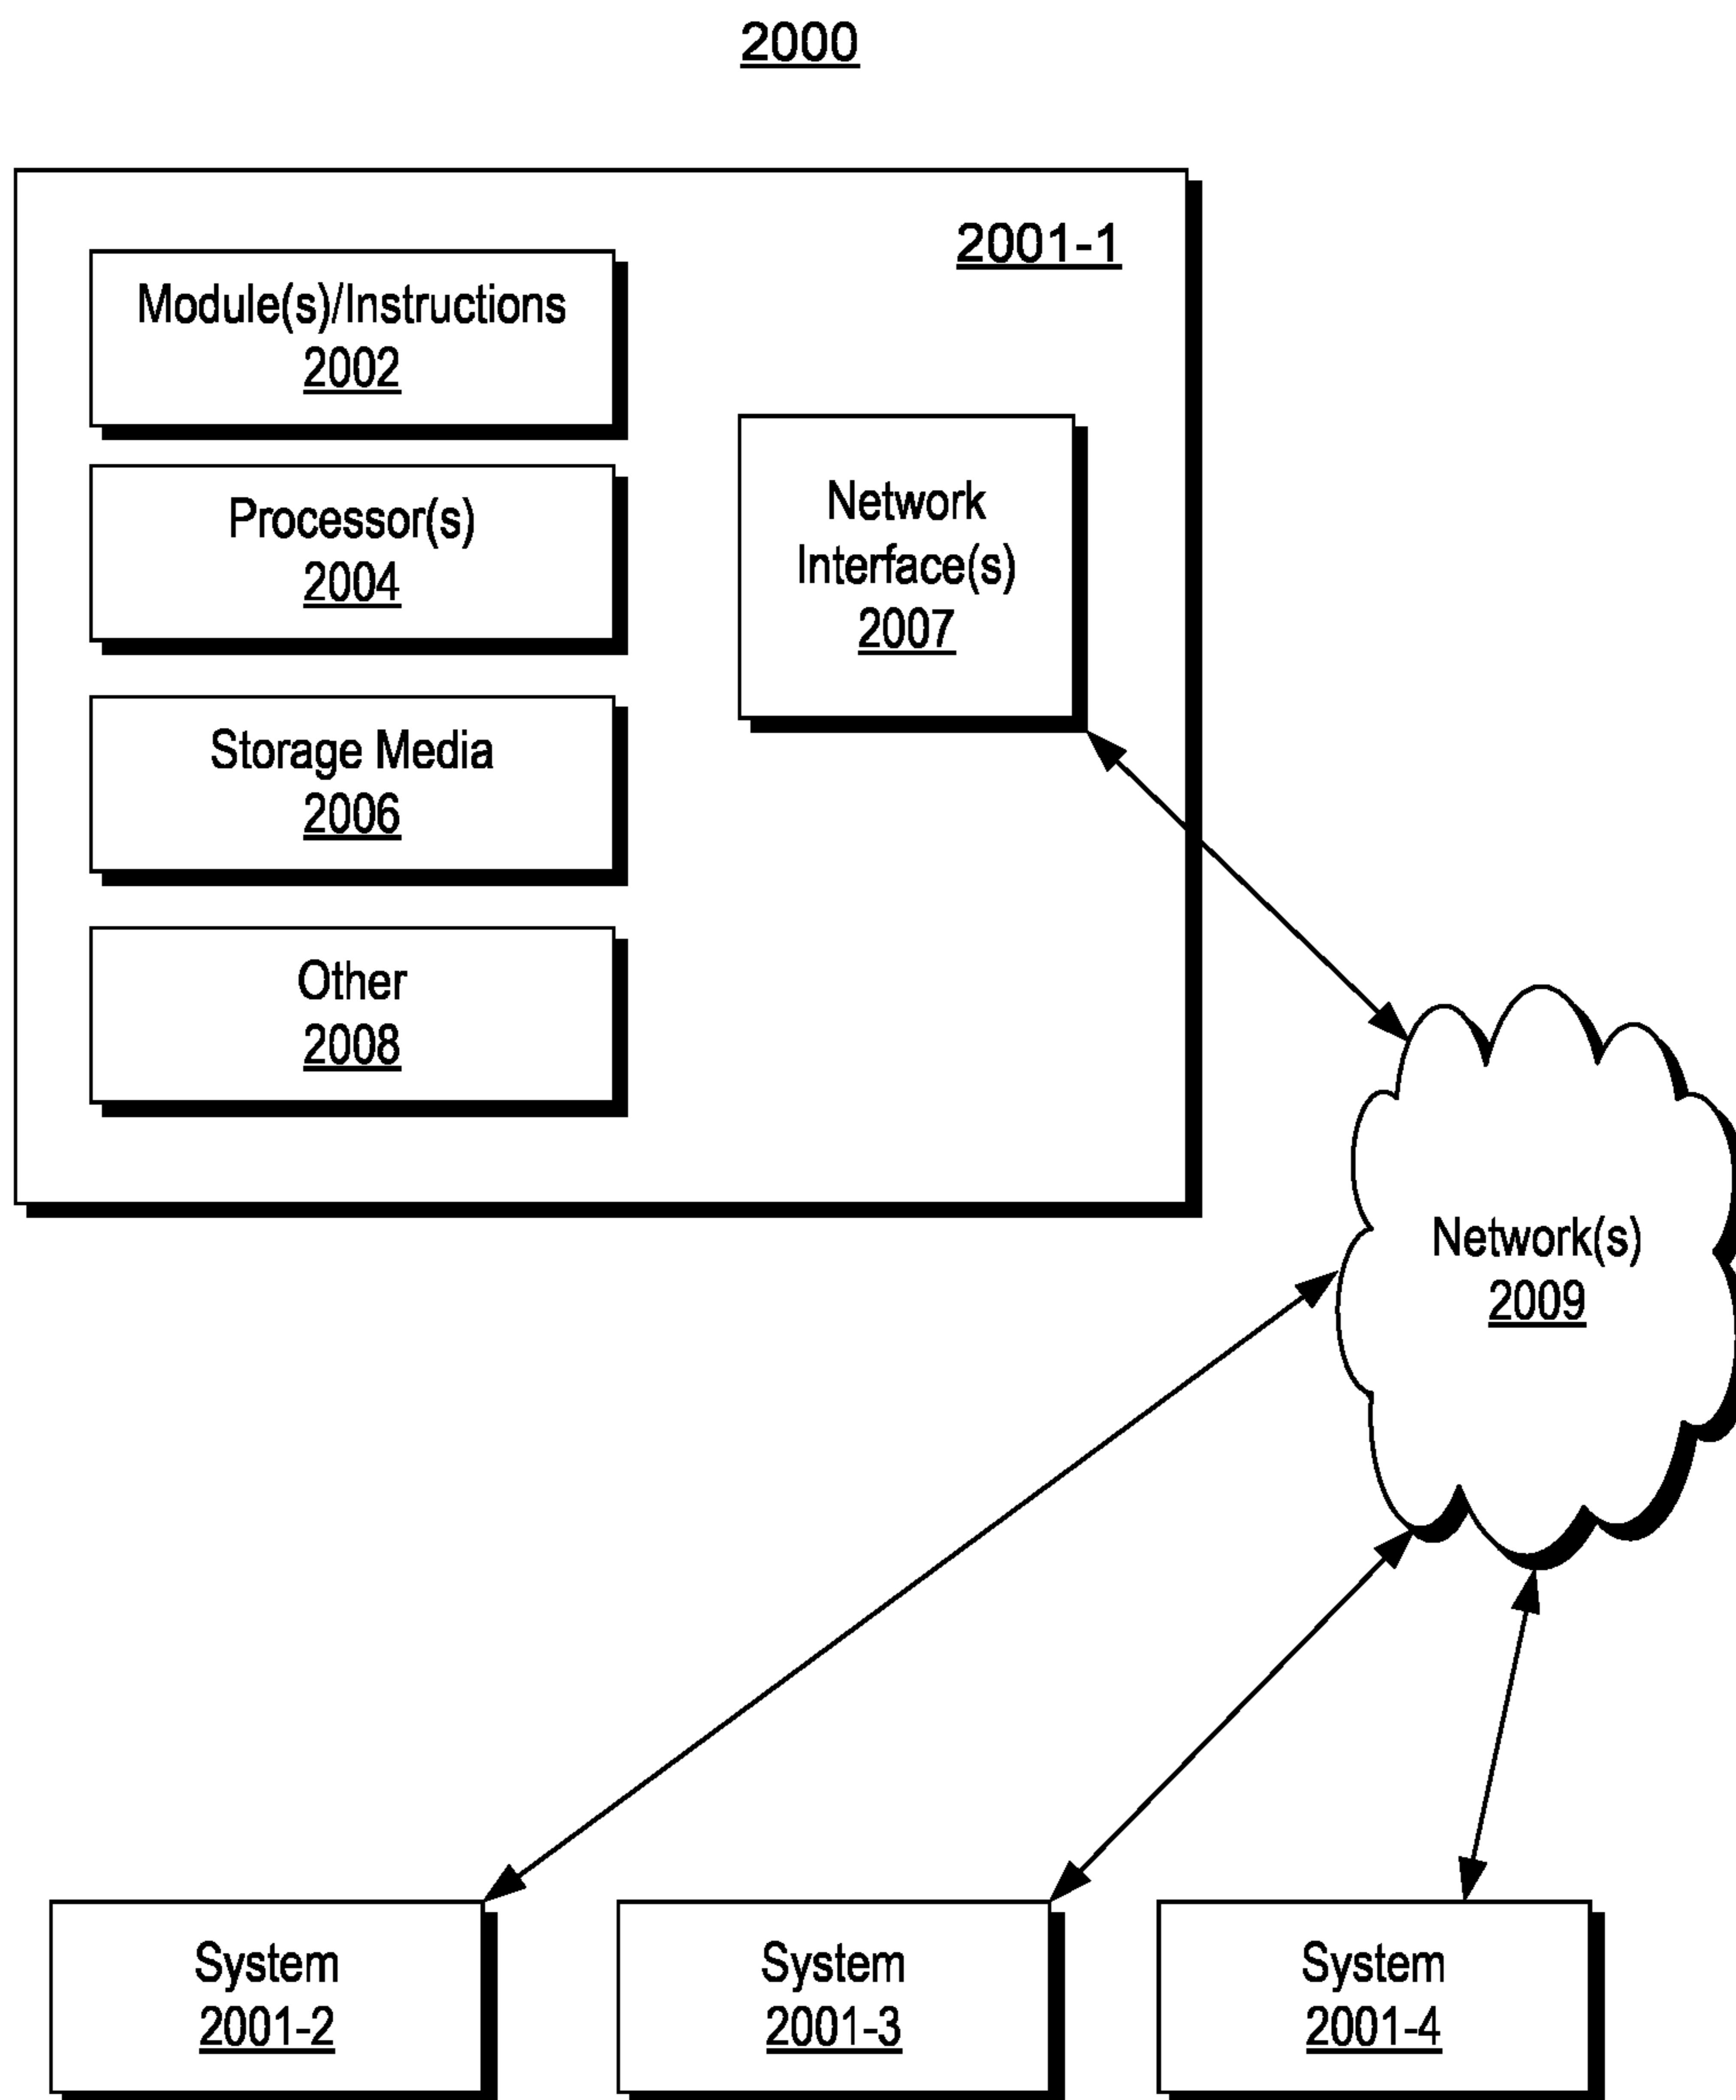 2000
2001-1
Module(s)/Instructions
2002
Processor(s)
2004
Network
Interface(s)
2007
Storage Media
2006
Other
2008
Network(s)
2009
System
2001-2
System
2001-3
System
2001-4